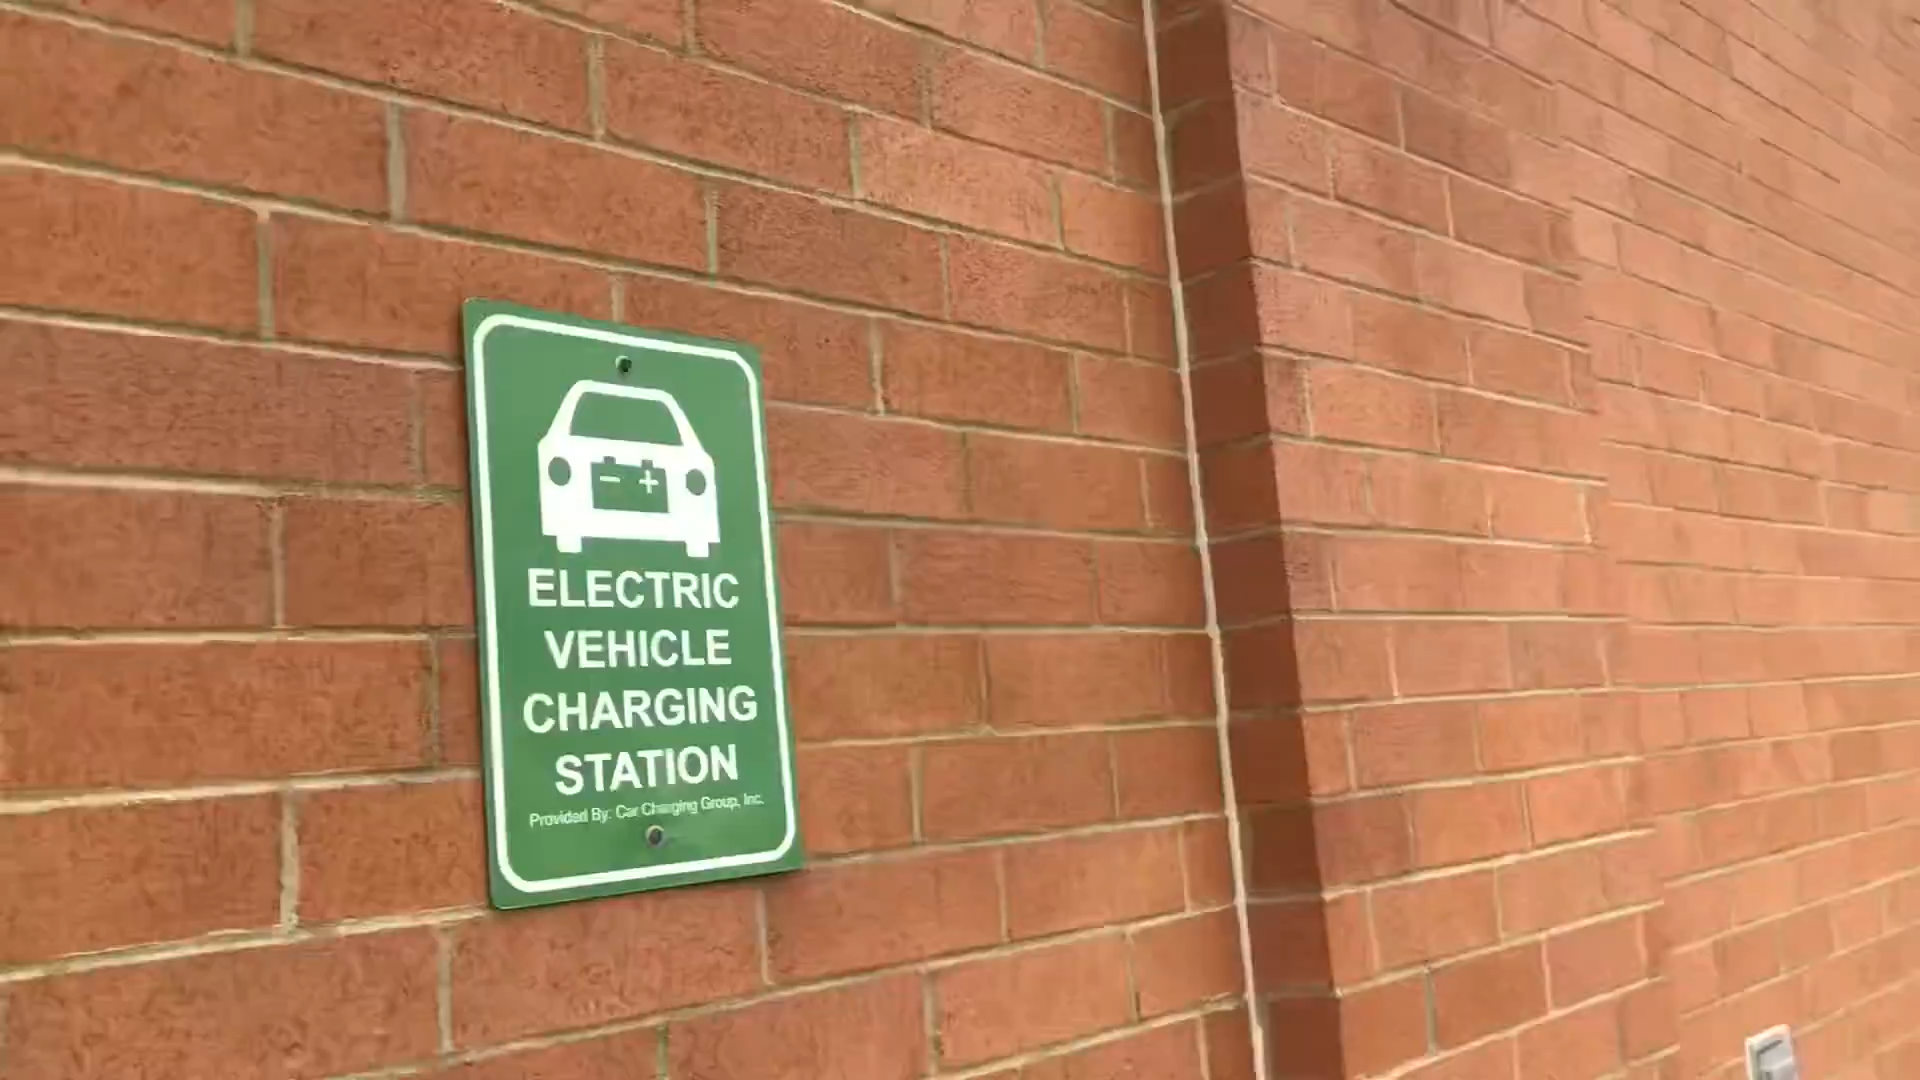 ELECTRIC
VEHICLE
CHARGING
STATION
Provided By: Car Charging Group, Inc.